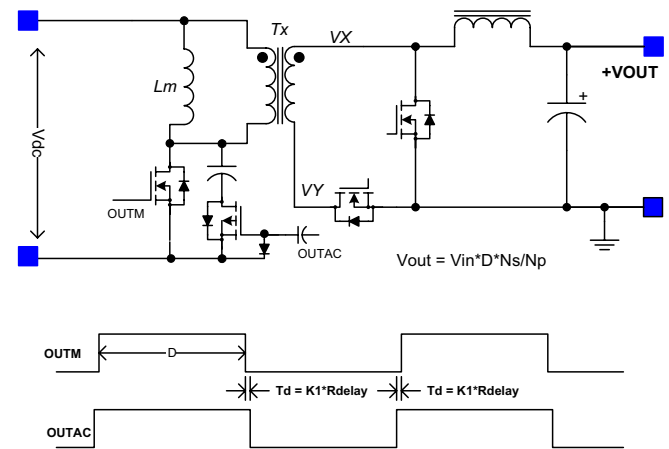 Tx
VX
Lm
+
+VOUT
Vdc
VY
OUTM
OUTAC
Vout = Vin*D*Ns/Np
OUTM
D
Td = K1*Rdelay
Td = K1*Rdelay
OUTAC